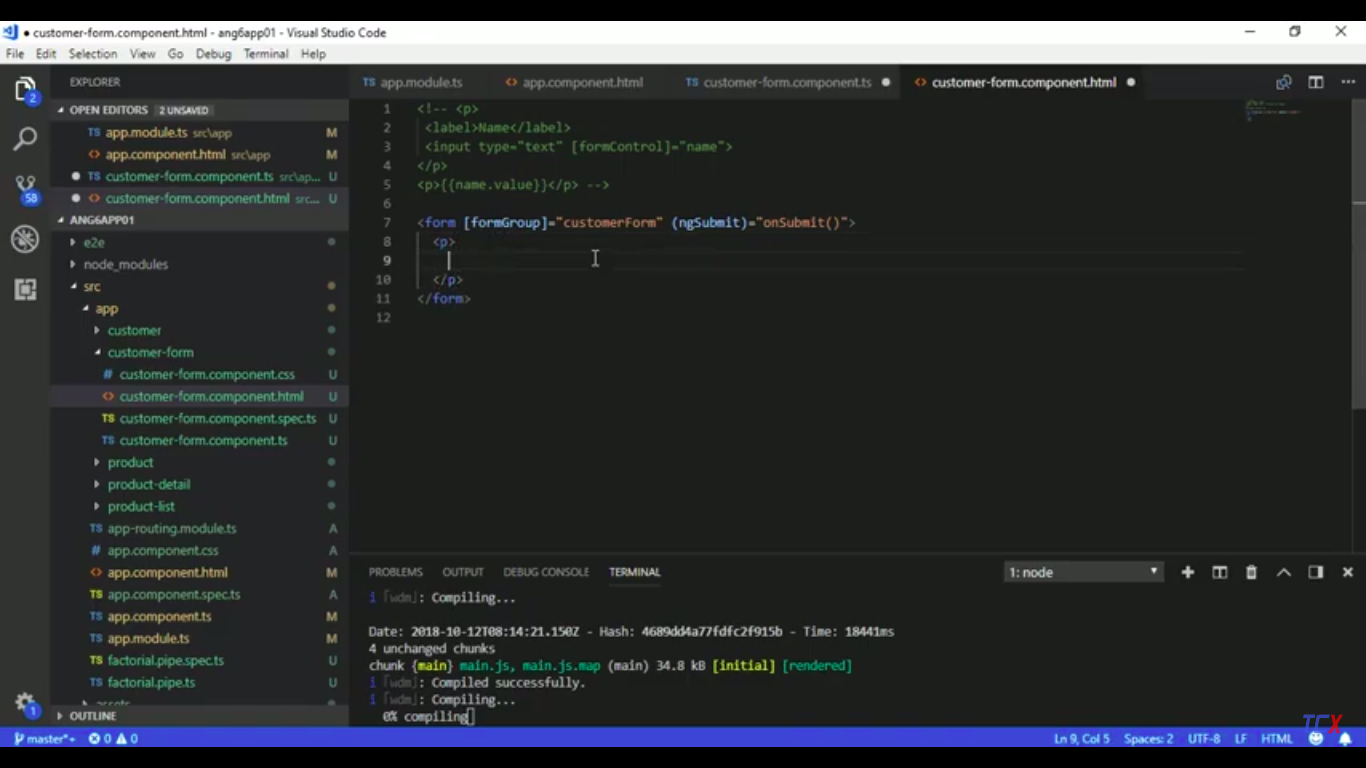 customer-form.component.html - ang6app01 - Visual Studio Code
File Edit Selection View Go Debug Terminal Help
EXPLORER
OPEN EDITORS 2 UNSAVED
TS app.module.ts src\app M
<> app.component.html src\app M
TS customer-form.component.ts src\ap... U
<> customer-form.component.html src... U
ANG6APP01
e2e
node_modules
src
app
customer
customer-form
# customer-form.component.css U
<> customer-form.component.html U
TS customer-form.component.spec.ts U
TS customer-form.component.ts U
product
product-detail
product-list
TS app-routing.module.ts A
# app.component.css A
<> app.component.html M
TS app.component.spec.ts A
TS app.component.ts M
TS app.module.ts M
TS factorial.pipe.spec.ts U
TS factorial.pipe.ts U
assets
OUTLINE
2
58
1
TS app.module.ts <> app.component.html TS customer-form.component.ts <> customer-form.component.html
1 <!-- <p>
2 <label>Name</label>
3 <input type="text" [formControl]="name">
4 </p>
5 <p>{{name.value}}</p> -->
6
7 <form [formGroup]="customerForm" (ngSubmit)="onSubmit()">
8 <p>
9
10 </p>
11 </form>
12
PROBLEMS OUTPUT DEBUG CONSOLE TERMINAL 1: node
i ｢wdm｣: Compiling...
Date: 2018-10-12T08:14:21.150Z - Hash: 4689dd4a77fdfc2f915b - Time: 18441ms
4 unchanged chunks
chunk {main} main.js, main.js.map (main) 34.8 kB [initial] [rendered]
i ｢wdm｣: Compiled successfully.
i ｢wdm｣: Compiling...
0% compiling
TCX
master*+ 0 0 Ln 9, Col 5 Spaces: 2 UTF-8 LF HTML